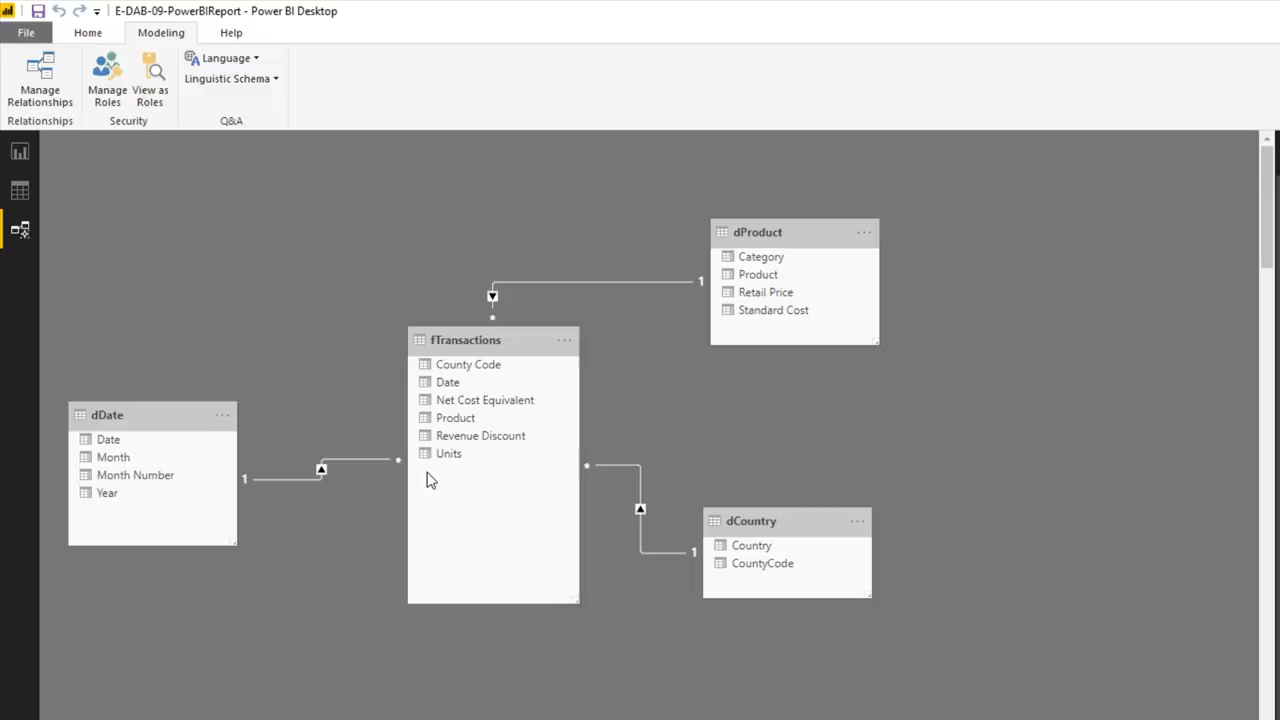 E-DAB-09-PowerBIReport - Power BI Desktop
File Home Modeling Help
Manage Relationships
Manage Roles
View as Roles
Language
Linguistic Schema
Relationships Security Q&A
dProduct
Category
Product
Retail Price
Standard Cost
1
*
fTransactions
County Code
Date
Net Cost Equivalent
Product
Revenue Discount
Units
dDate
Date
Month
Month Number
Year
1
*
*
1
dCountry
Country
CountyCode